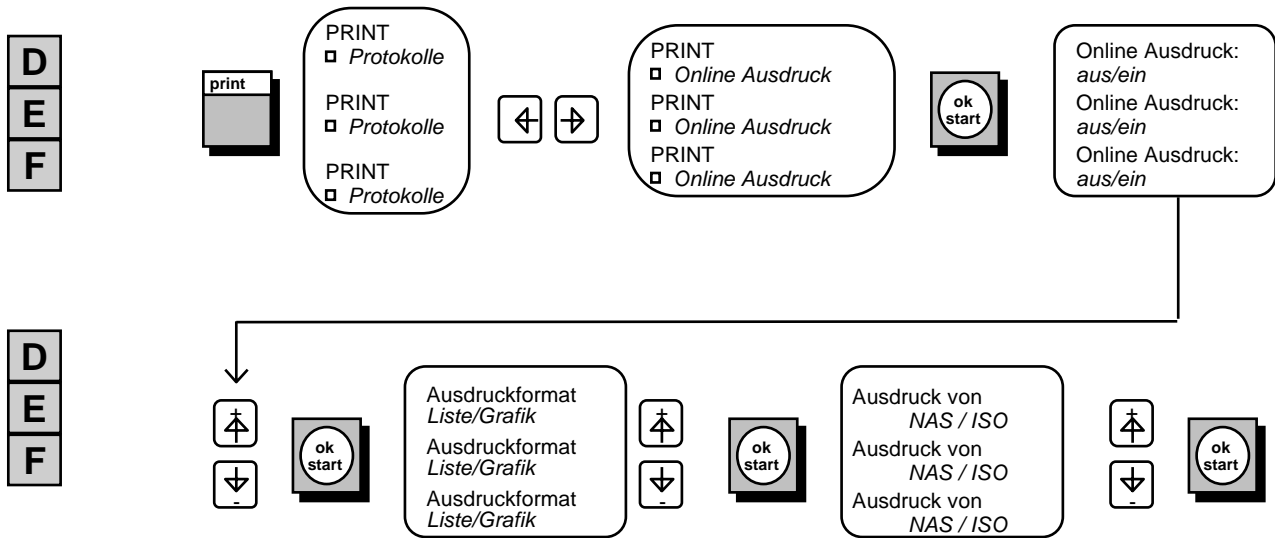 D
E
F
print
PRINT
Protokolle
PRINT
Protokolle
PRINT
Protokolle
PRINT
Online Ausdruck
PRINT
Online Ausdruck
PRINT
Online Ausdruck
ok
start
Online Ausdruck:
aus/ein
Online Ausdruck:
aus/ein
Online Ausdruck:
aus/ein
D
E
F
+
-
ok
start
Ausdruckformat
Liste/Grafik
Ausdruckformat
Liste/Grafik
Ausdruckformat
Liste/Grafik
+
-
ok
start
Ausdruck von
NAS / ISO
Ausdruck von
NAS / ISO
Ausdruck von
NAS / ISO
+
-
ok
start